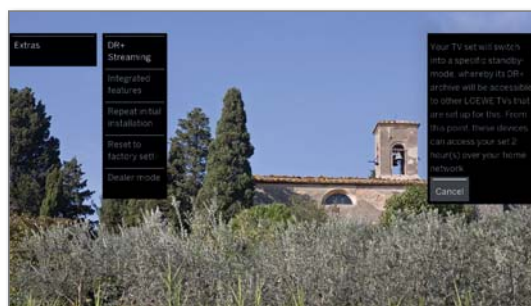 Extras
DR+
Streaming
Integrated
features
Repeat initial
installation
Reset to
factory sett.
Dealer mode
Your TV set will switch
into a specific standby-
mode, whereby its DR+
archive will be accessible
to other LOEWE TVs that
are set up for this. From
this point, these devices
can access your set 2
hour(s) over your home
network.
Cancel